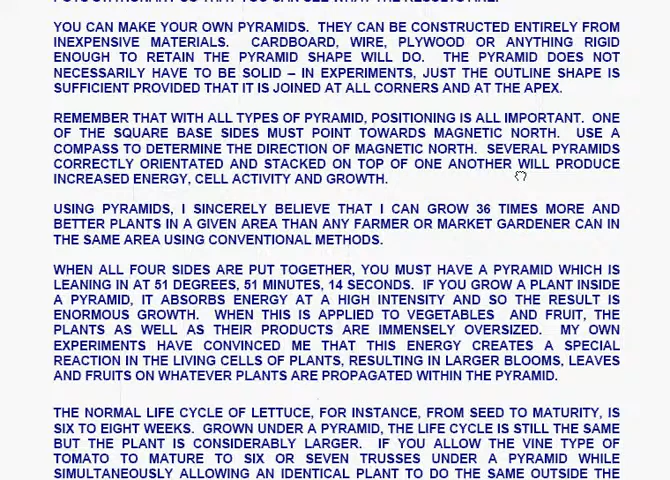 YOU CAN MAKE YOUR OWN PYRAMIDS. THEY CAN BE CONSTRUCTED ENTIRELY FROM
INEXPENSIVE MATERIALS. CARDBOARD, WIRE, PLYWOOD OR ANYTHING RIGID
ENOUGH TO RETAIN THE PYRAMID SHAPE WILL DO. THE PYRAMID DOES NOT
NECESSARILY HAVE TO BE SOLID – IN EXPERIMENTS, JUST THE OUTLINE SHAPE IS
SUFFICIENT PROVIDED THAT IT IS JOINED AT ALL CORNERS AND AT THE APEX.
REMEMBER THAT WITH ALL TYPES OF PYRAMID, POSITIONING IS ALL IMPORTANT. ONE
OF THE SQUARE BASE SIDES MUST POINT TOWARDS MAGNETIC NORTH. USE A
COMPASS TO DETERMINE THE DIRECTION OF MAGNETIC NORTH. SEVERAL PYRAMIDS
CORRECTLY ORIENTATED AND STACKED ON TOP OF ONE ANOTHER WILL PRODUCE
INCREASED ENERGY, CELL ACTIVITY AND GROWTH.
USING PYRAMIDS, I SINCERELY BELIEVE THAT I CAN GROW 36 TIMES MORE AND
BETTER PLANTS IN A GIVEN AREA THAN ANY FARMER OR MARKET GARDENER CAN IN
THE SAME AREA USING CONVENTIONAL METHODS.
WHEN ALL FOUR SIDES ARE PUT TOGETHER, YOU MUST HAVE A PYRAMID WHICH IS
LEANING IN AT 51 DEGREES, 51 MINUTES, 14 SECONDS. IF YOU GROW A PLANT INSIDE
A PYRAMID, IT ABSORBS ENERGY AT A HIGH INTENSITY AND SO THE RESULT IS
ENORMOUS GROWTH. WHEN THIS IS APPLIED TO VEGETABLES AND FRUIT, THE
PLANTS AS WELL AS THEIR PRODUCTS ARE IMMENSELY OVERSIZED. MY OWN
EXPERIMENTS HAVE CONVINCED ME THAT THIS ENERGY CREATES A SPECIAL
REACTION IN THE LIVING CELLS OF PLANTS, RESULTING IN LARGER BLOOMS, LEAVES
AND FRUITS ON WHATEVER PLANTS ARE PROPAGATED WITHIN THE PYRAMID.
THE NORMAL LIFE CYCLE OF LETTUCE, FOR INSTANCE, FROM SEED TO MATURITY, IS
SIX TO EIGHT WEEKS. GROWN UNDER A PYRAMID, THE LIFE CYCLE IS STILL THE SAME
BUT THE PLANT IS CONSIDERABLY LARGER. IF YOU ALLOW THE VINE TYPE OF
TOMATO TO MATURE TO SIX OR SEVEN TRUSSES UNDER A PYRAMID WHILE
SIMULTANEOUSLY ALLOWING AN IDENTICAL PLANT TO DO THE SAME OUTSIDE THE